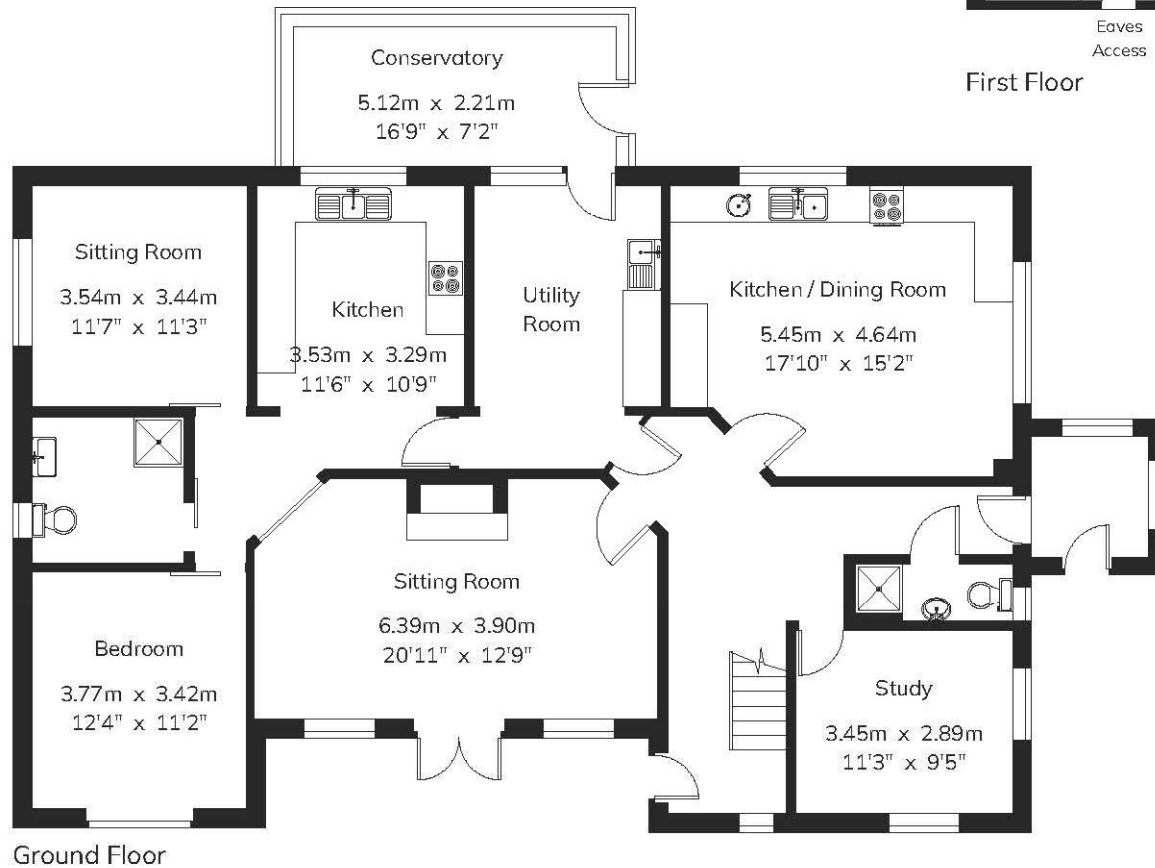 Eaves
Access
First Floor
Conservatory
5.12m x 2.21m
16'9" x 7'2"
Sitting Room
3.54m x 3.44m
11'7" x 11'3"
Kitchen
3.53m x 3.29m
11'6" x 10'9"
Utility
Room
Kitchen / Dining Room
5.45m x 4.64m
17'10" x 15'2"
Sitting Room
6.39m x 3.90m
20'11" x 12'9"
Bedroom
3.77m x 3.42m
12'4" x 11'2"
Study
3.45m x 2.89m
11'3" x 9'5"
Ground Floor